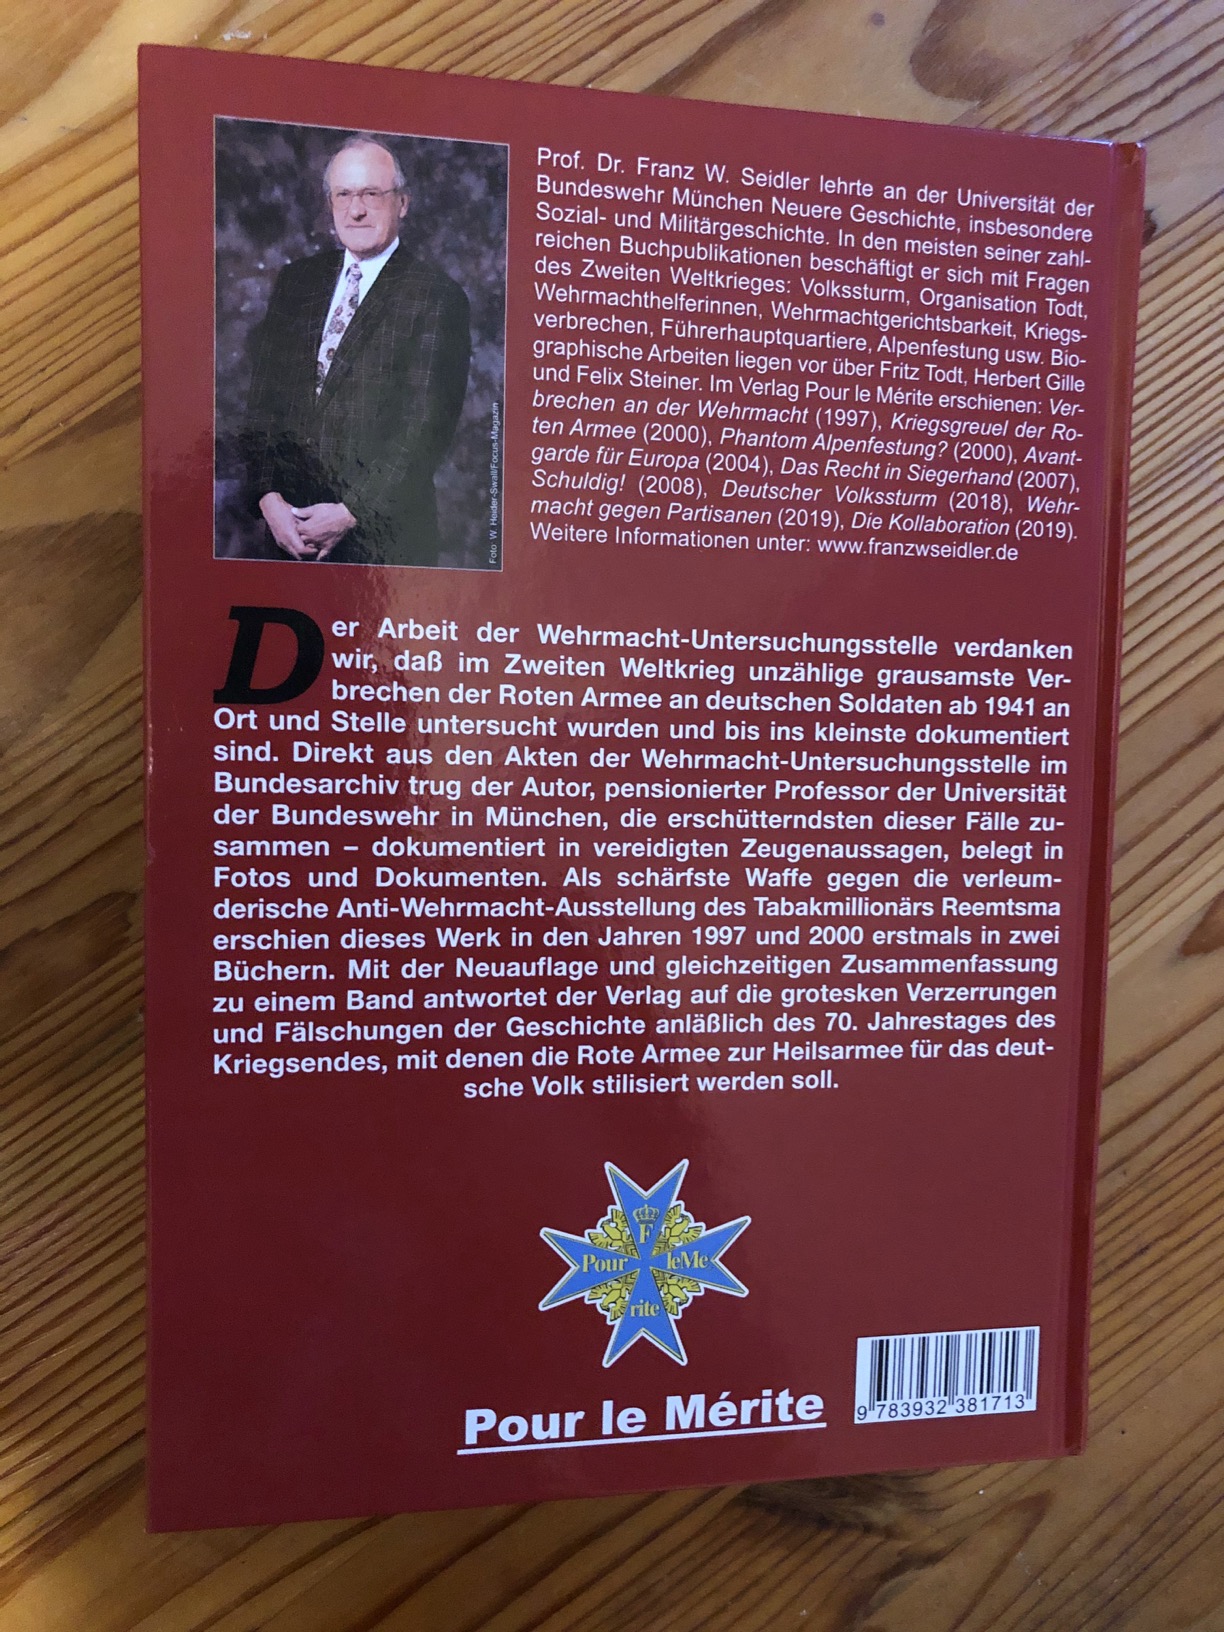 Prof. Dr. Franz W. Seidler lehrte an der Universität der
Bundeswehr München Neuere Geschichte, insbesondere
Sozial- und Militärgeschichte. In den meisten seiner zahl-
reichen Buchpublikationen beschäftigt er sich mit Fragen
des Zweiten Weltkrieges: Volkssturm, Organisation Todt,
Wehrmachthelferinnen, Wehrmachtgerichtsbarkeit, Kriegs-
verbrechen, Führerhauptquartiere, Alpenfestung usw. Bio-
graphische Arbeiten liegen vor über Fritz Todt, Herbert Gille
und Felix Steiner. Im Verlag Pour le Mérite erschienen: Ver-
brechen an der Wehrmacht (1997), Kriegsgreuel der Ro-
ten Armee (2000), Phantom Alpenfestung? (2000), Avant-
garde für Europa (2004), Das Recht in Siegerhand (2007),
Schuldig! (2008), Deutscher Volkssturm (2018), Wehr-
macht gegen Partisanen (2019), Die Kollaboration (2019).
Weitere Informationen unter: www.franzwseidler.de
Foto: W. Heider-Sawall/Focus-Magazin
Der Arbeit der Wehrmacht-Untersuchungsstelle verdanken
wir, daß im Zweiten Weltkrieg unzählige grausamste Ver-
brechen der Roten Armee an deutschen Soldaten ab 1941 an
Ort und Stelle untersucht wurden und bis ins kleinste dokumentiert
sind. Direkt aus den Akten der Wehrmacht-Untersuchungsstelle im
Bundesarchiv trug der Autor, pensionierter Professor der Universität
der Bundeswehr in München, die erschütterndsten dieser Fälle zu-
sammen – dokumentiert in vereidigten Zeugenaussagen, belegt in
Fotos und Dokumenten. Als schärfste Waffe gegen die verleum-
derische Anti-Wehrmacht-Ausstellung des Tabakmillionärs Reemtsma
erschien dieses Werk in den Jahren 1997 und 2000 erstmals in zwei
Büchern. Mit der Neuauflage und gleichzeitigen Zusammenfassung
zu einem Band antwortet der Verlag auf die grotesken Verzerrungen
und Fälschungen der Geschichte anläßlich des 70. Jahrestages des
Kriegsendes, mit denen die Rote Armee zur Heilsarmee für das deut-
sche Volk stilisiert werden soll.
F
Pour leMe
rite
Pour le Mérite
9 783932 381713